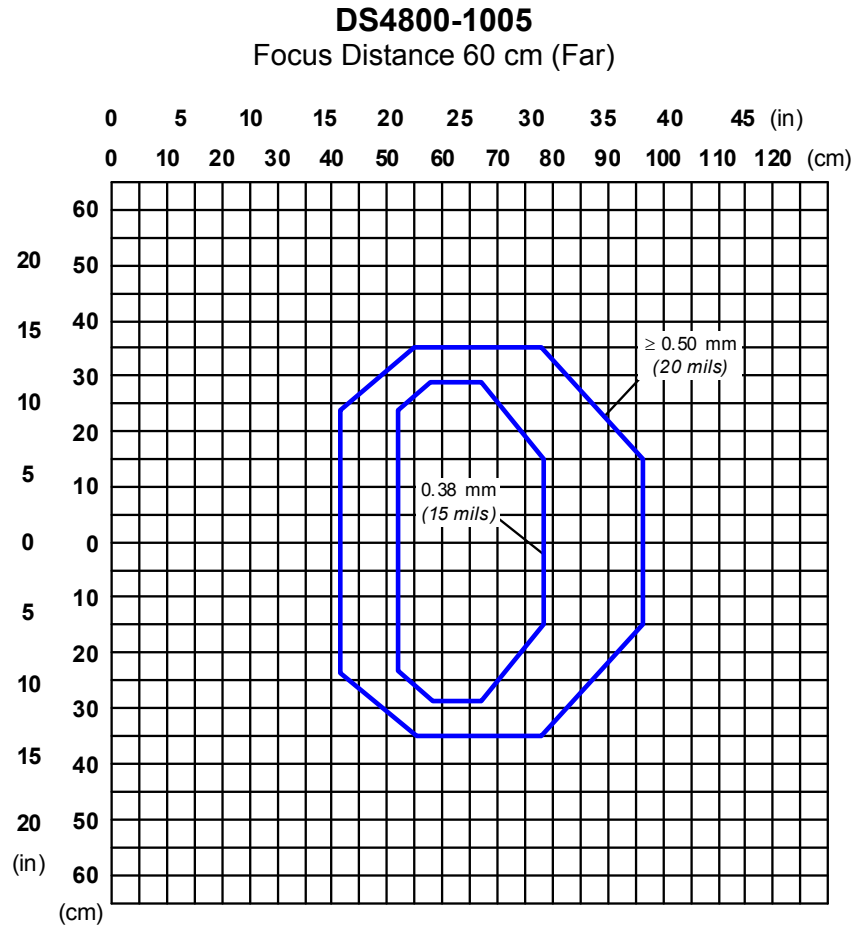 DS4800-1005
Focus Distance 60 cm (Far)
0 5 10 15 20 25 30 35 40 45 (in)
0 10 20 30 40 50 60 70 80 90 100 110 120 (cm)
60
20 50
40
15
≥ 0.50 mm
(20 mils)
30
10
20
5
10
0.38 mm
(15 mils)
0 0
10
5
20
10
30
15
40
20 50
(in)
60
(cm)